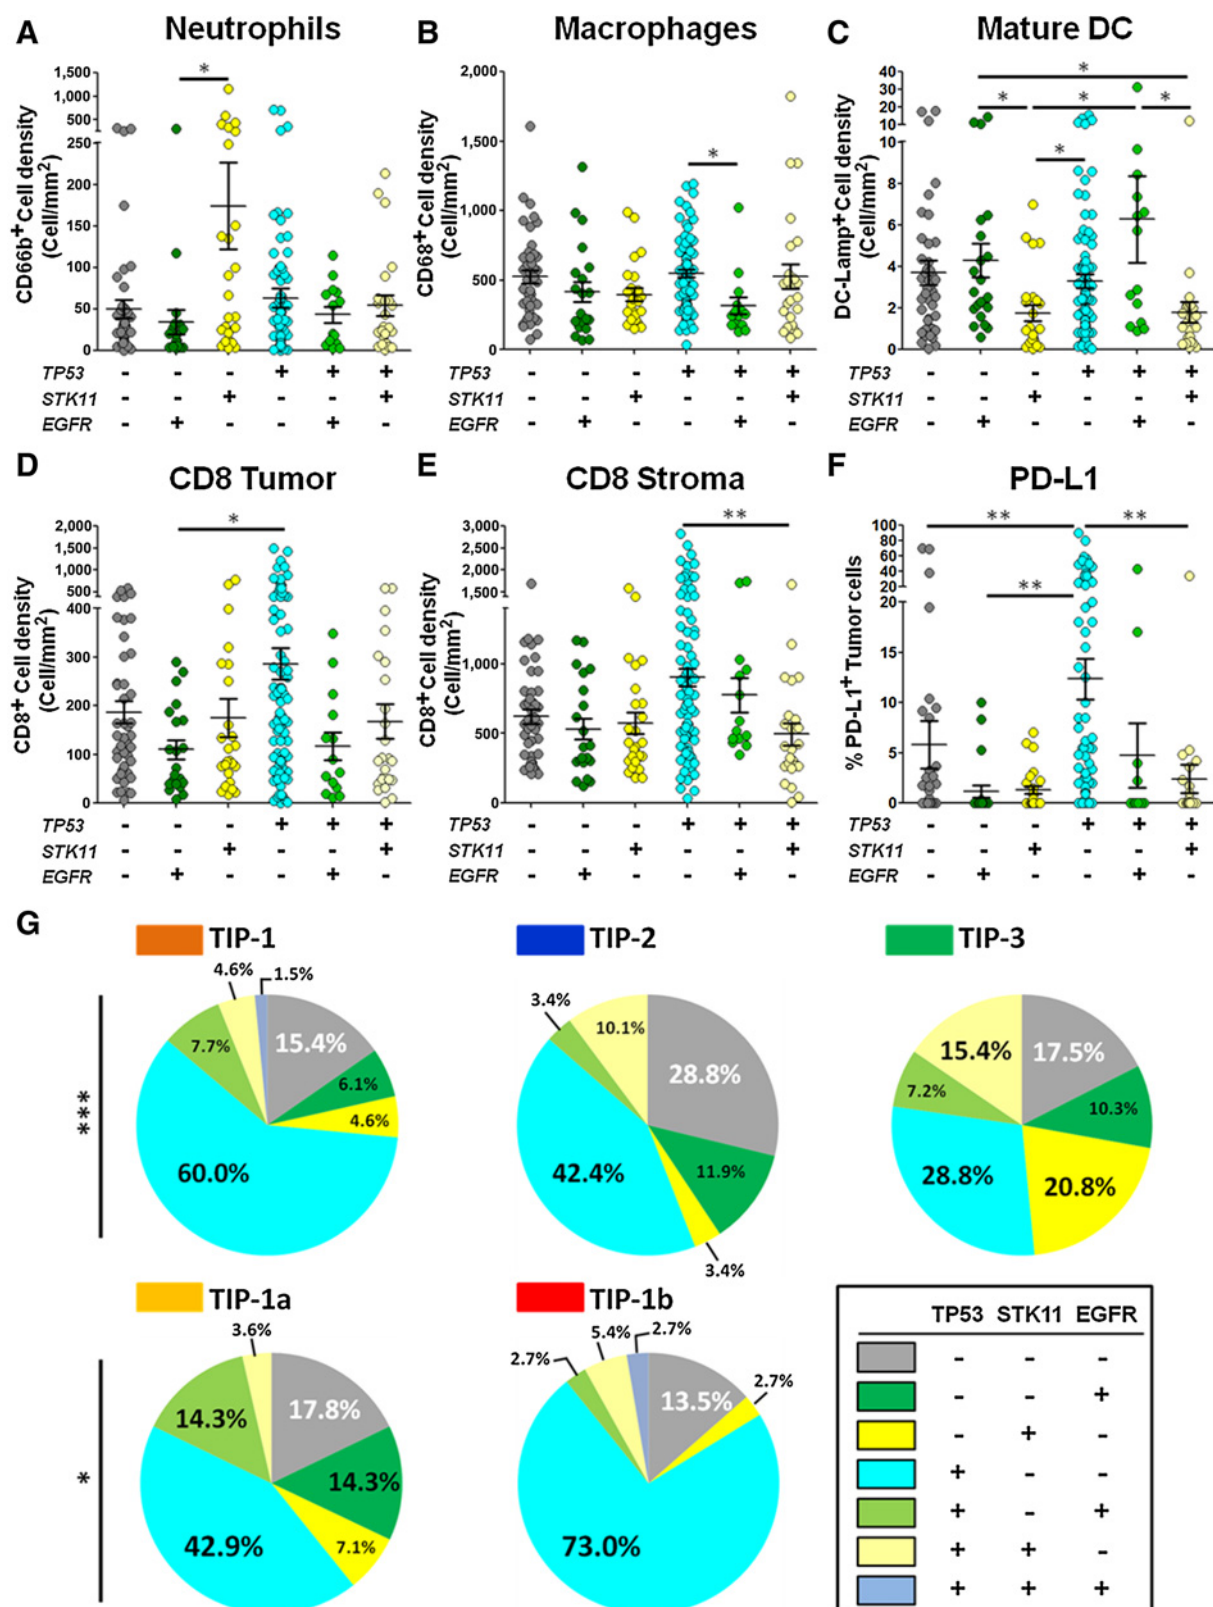 A Neutrophils
CD66b+Cell density
(Cell/mm2)
1,500
1,000
500
250
200
150
100
50
0
*
TP53 - - - + + +
STK11 - - + - - +
EGFR - + - - + -
B Macrophages
CD68+ Cell density
(Cell/mm2)
2,000
1,500
1,000
500
0
*
C Mature DC
DC-Lamp+Cell density
(Cell/mm2)
40
30
20
10
8
6
4
2
0
*
* * *
*
TP53 - - - + + +
STK11 - - + - - +
EGFR - + - - + -
D CD8 Tumor
CD8+ Cell density
(Cell/mm2)
2,000
1,500
1,000
500
400
300
200
100
0
*
TP53 - - - + + +
STK11 - - + - - +
EGFR - + - - + -
E CD8 Stroma
CD8+ Cell density
(Cell/mm2)
3,000
2,500
2,000
1,500
1,000
500
0
**
F PD-L1
% PD-L1+ Tumor cells
100
80
60
40
20
20
15
10
5
0
** **
**
TP53 - - - + + +
STK11 - - + - - +
EGFR - + - - + -
G TIP-1 TIP-2 TIP-3
***
4.6% 1.5%
15.4%
7.7%
6.1%
4.6%
60.0%
3.4%
10.1%
28.8%
11.9%
42.4%
3.4%
15.4% 17.5%
7.2%
10.3%
28.8% 20.8%
TIP-1a TIP-1b
*
3.6%
17.8%
14.3%
14.3%
7.1%
42.9%
2.7% 5.4% 2.7%
13.5% 2.7%
73.0%
TP53 STK11 EGFR
- - -
- - +
- + -
+ - -
+ - +
+ + -
+ + +